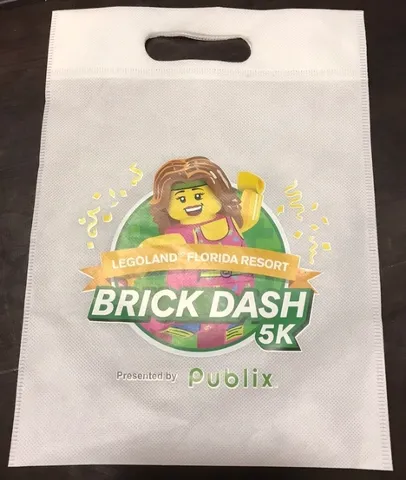 LEGOLAND® FLORIDA RESORT
BRICK DASH
5K
Presented by Publix.